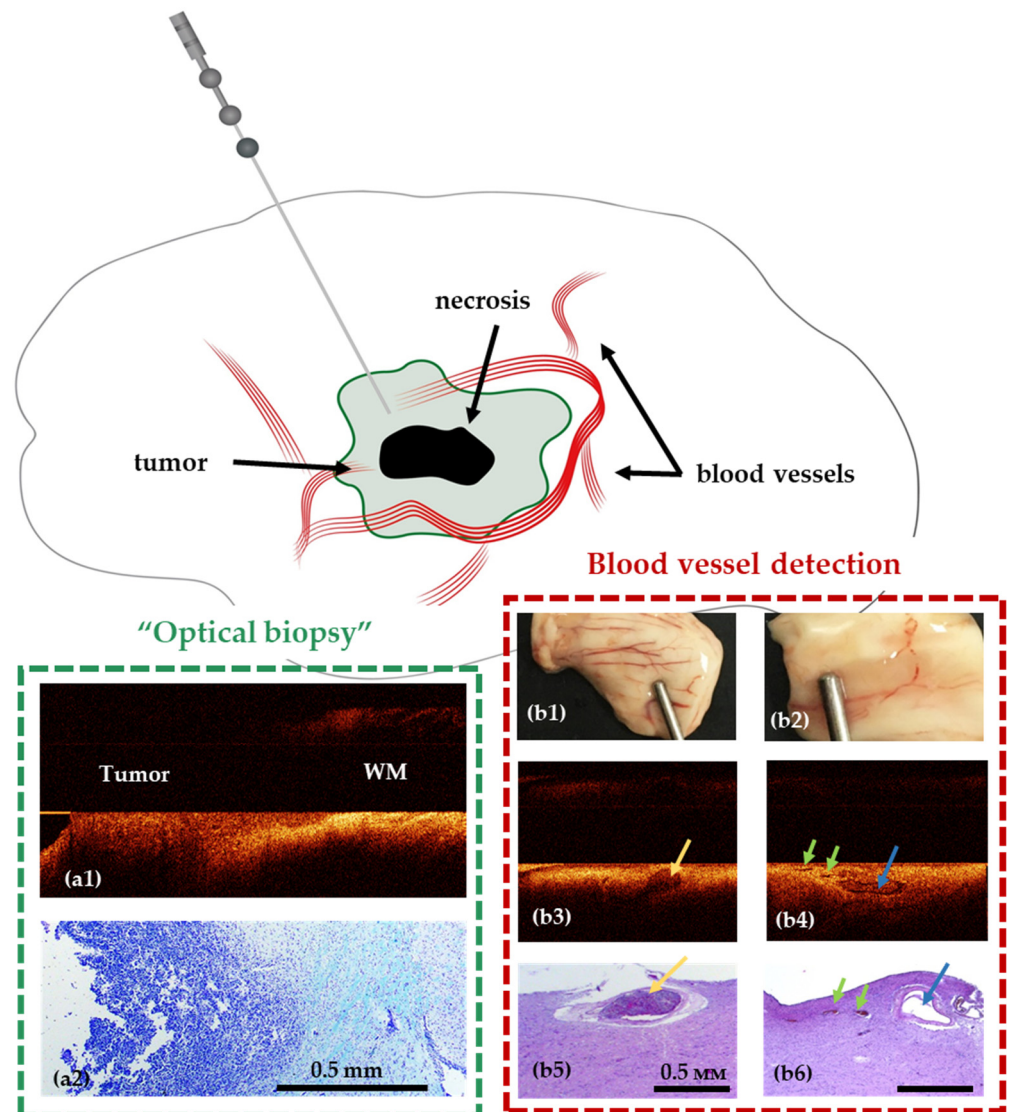 necrosis
tumor
blood vessels
Blood vessel detection
“Optical biopsy”
Tumor
WM
(a1)
(a2)
0.5 mm
(b1)
(b2)
(b3)
(b4)
(b5)
0.5 мм
(b6)